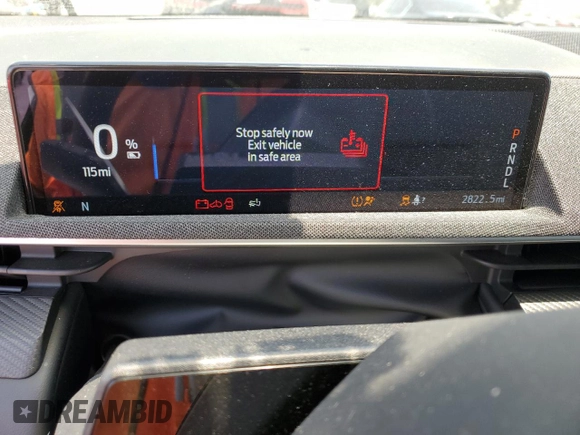 Stop safely now
Exit vehicle
in safe area
0 %
115mi
P
R
N
D
L
N
?
2822.5mi
DREAMBID